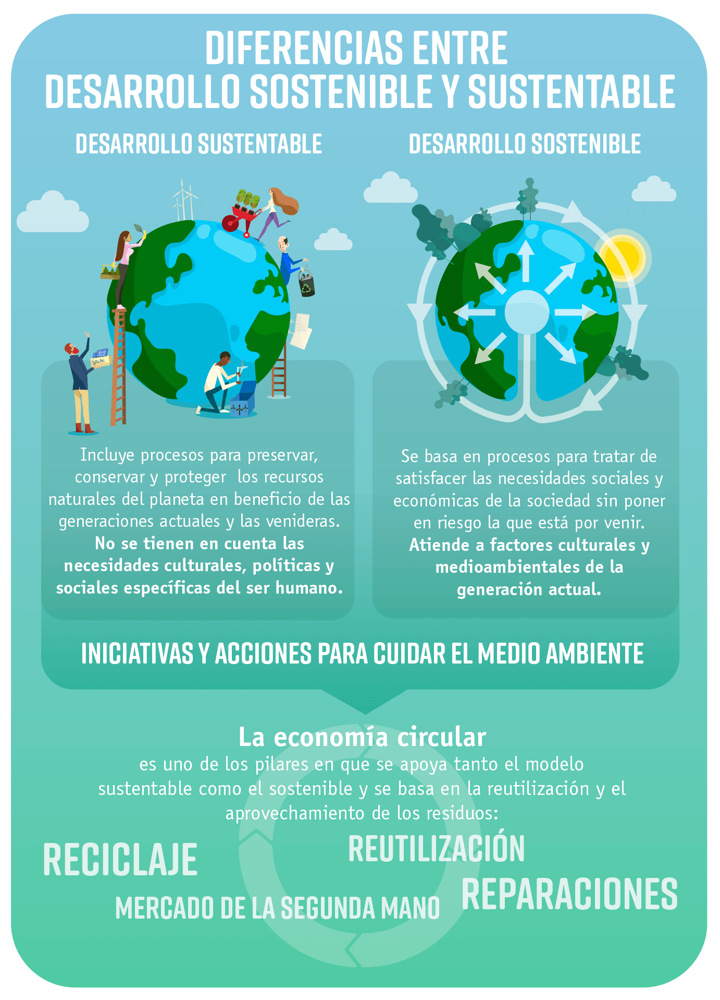 DIFERENCIAS ENTRE
DESARROLLO SOSTENIBLE Y SUSTENTABLE
DESARROLLO SUSTENTABLE
SOLAR
Incluye procesos para preservar,
conservar y proteger los recursos
naturales del planeta en beneficio de las
generaciones actuales y las venideras.
No se tienen en cuenta las
necesidades culturales, políticas y
sociales específicas del ser humano.
DESARROLLO SOSTENIBLE
Se basa en procesos para tratar de
satisfacer las necesidades sociales y
económicas de la sociedad sin poner
en riesgo la que está por venir.
Atiende a factores culturales y
medioambientales de la
generación actual.
INICIATIVAS Y ACCIONES PARA CUIDAR EL MEDIO AMBIENTE
La economía circular
es uno de los pilares en que se apoya tanto el modelo
sustentable como el sostenible y se basa en la reutilización y el
aprovechamiento de los residuos:
RECICLAJE
REUTILIZACIÓN
REPARACIONES
MERCADO DE LA SEGUNDA MANO